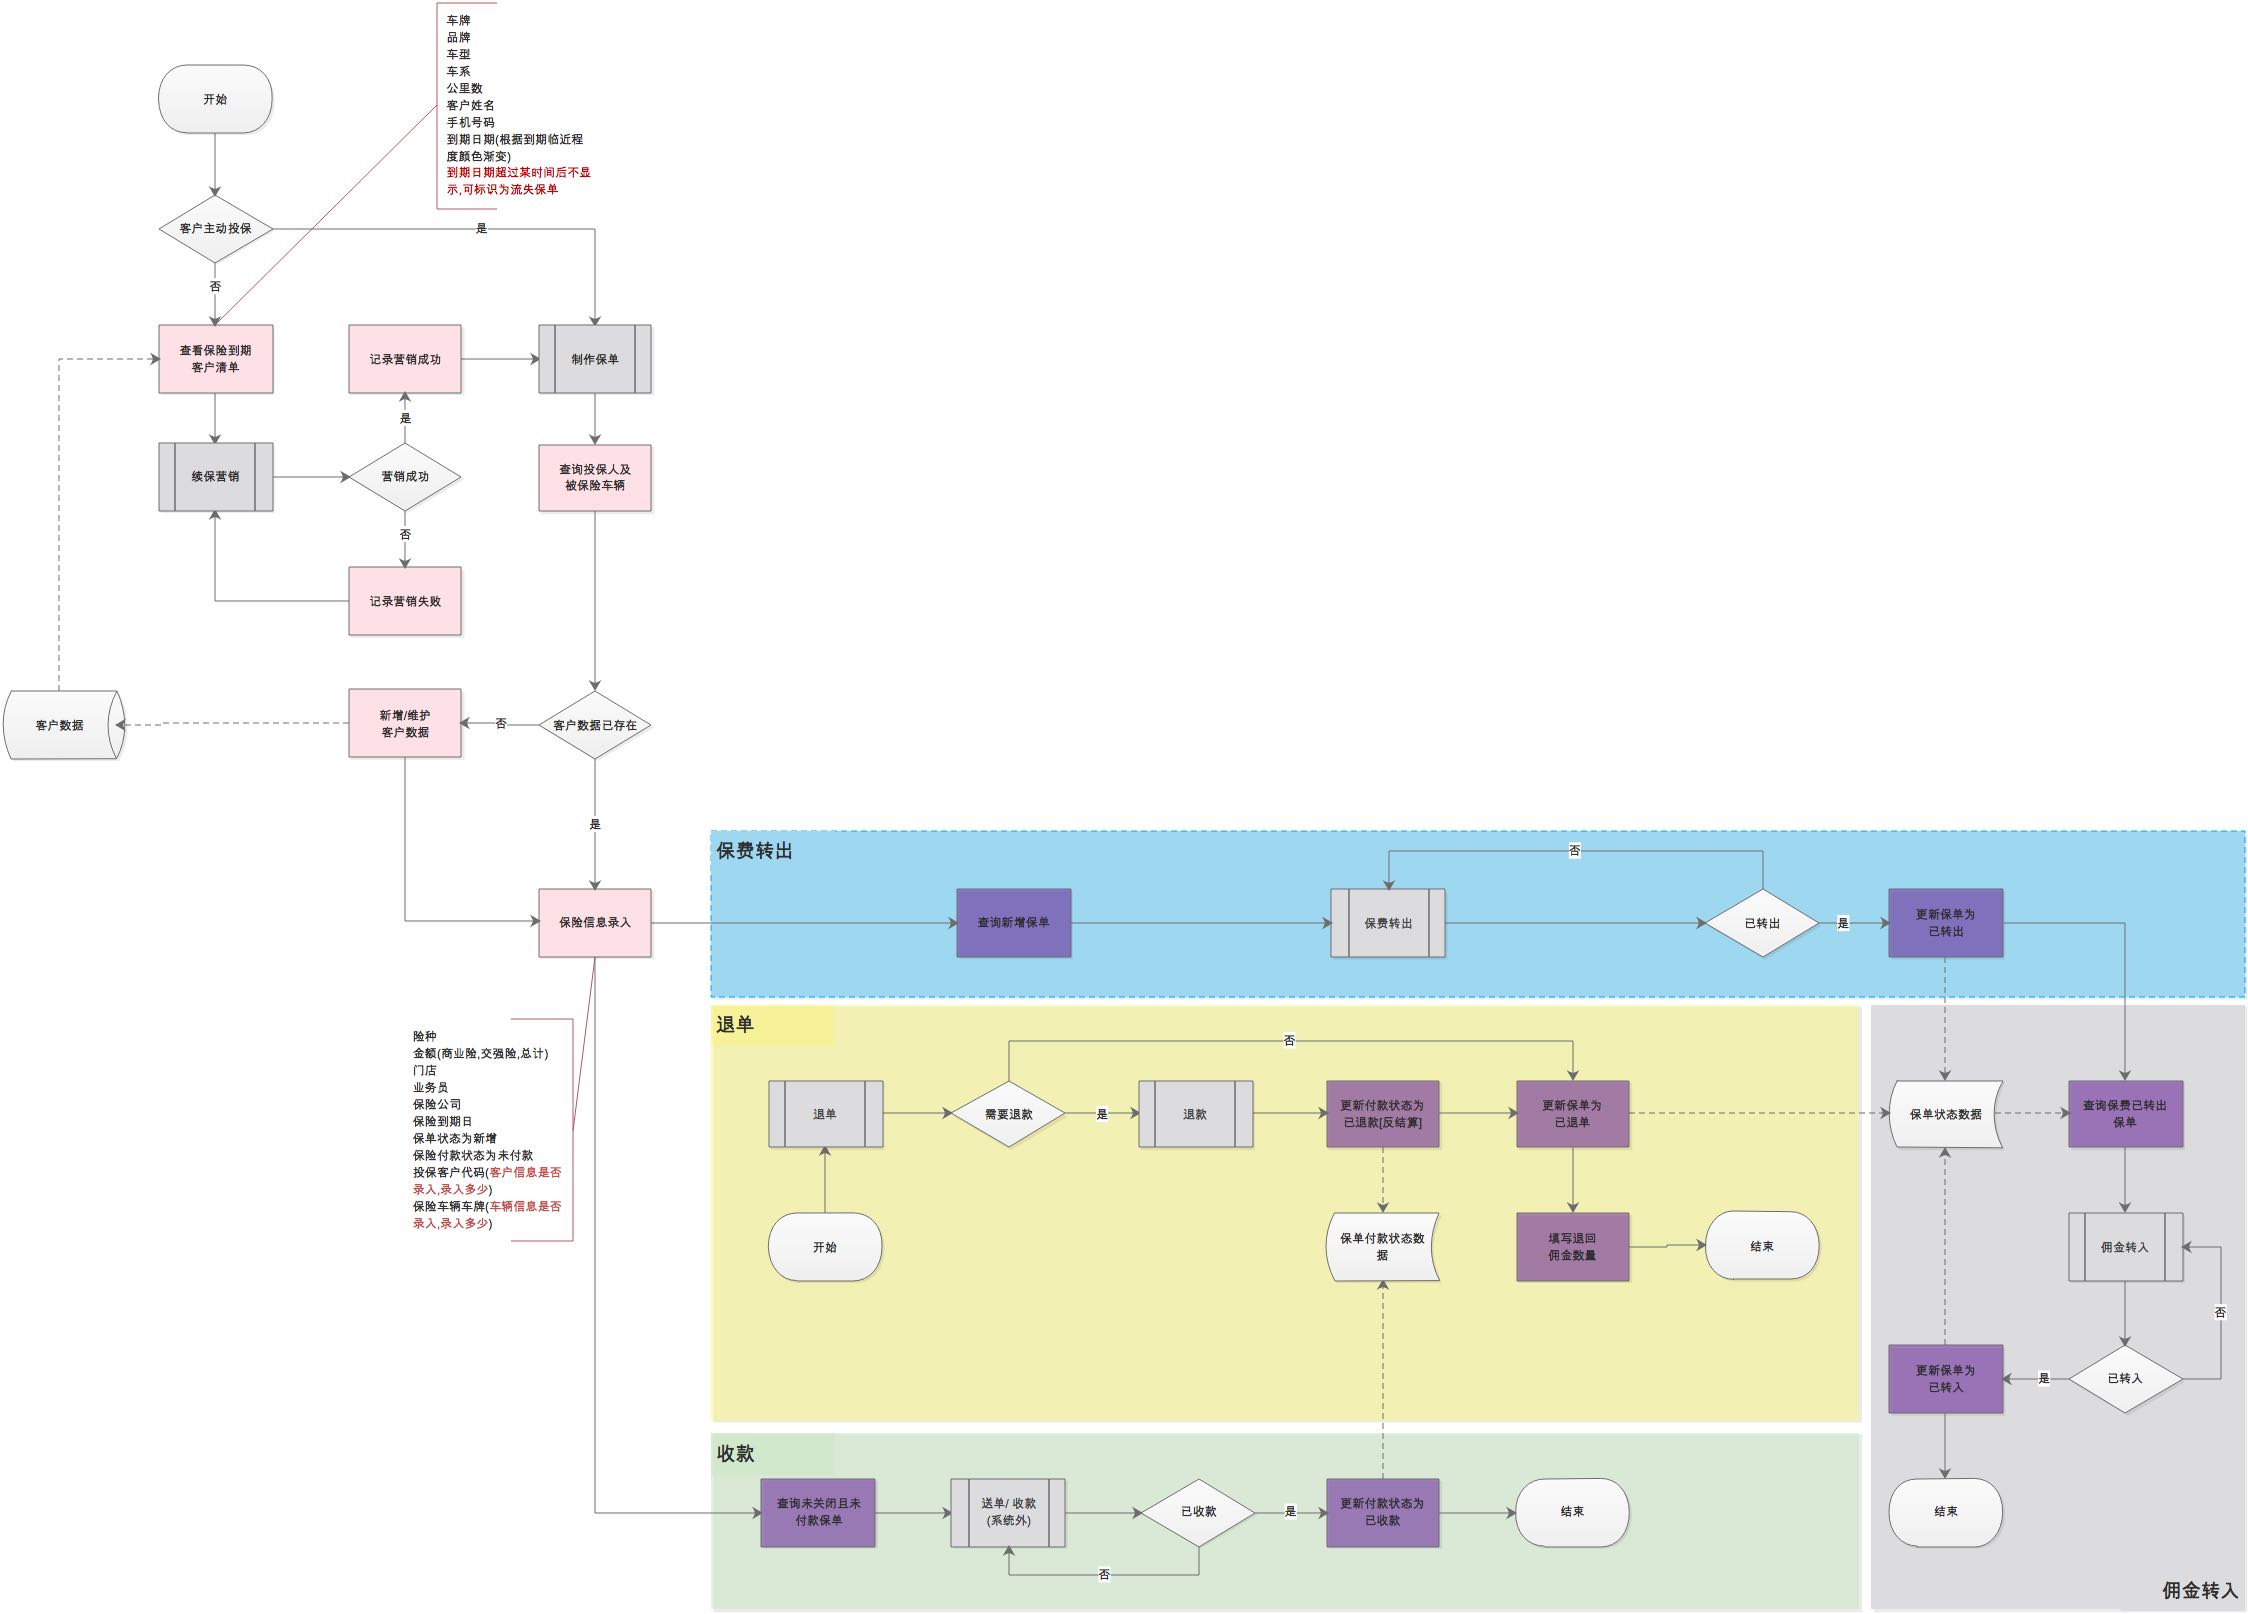 车牌
品牌
车型
车系
公里数
客户姓名
手机号码
到期日期(根据到期临近程
度颜色渐变)
到期日期超过某时间后不显
示,可标识为流失保单
开始
客户主动投保
是
否
查看保险到期
客户清单
记录营销成功
制作保单
是
续保营销
营销成功
查询投保人及
被保险车辆
否
记录营销失败
客户数据
新增/维护
客户数据
否
客户数据已存在
是
保险信息录入
险种
金额(商业险,交强险,总计)
门店
业务员
保险公司
保险到期日
保单状态为新增
保险付款状态为未付款
投保客户代码(客户信息是否
录入,录入多少)
保险车辆车牌(车辆信息是否
录入,录入多少)
保费转出
否
查询新增保单
保费转出
已转出
是
更新保单为
已转出
退单
否
退单
需要退款
是
退款
更新付款状态为
已退款[反结算]
更新保单为
已退单
开始
保单付款状态数
据
填写退回
佣金数量
结束
保单状态数据
查询保费已转出
保单
佣金转入
否
更新保单为
已转入
是
已转入
结束
佣金转入
收款
查询未关闭且未
付款保单
送单/ 收款
(系统外)
已收款
是
更新付款状态为
已收款
结束
否